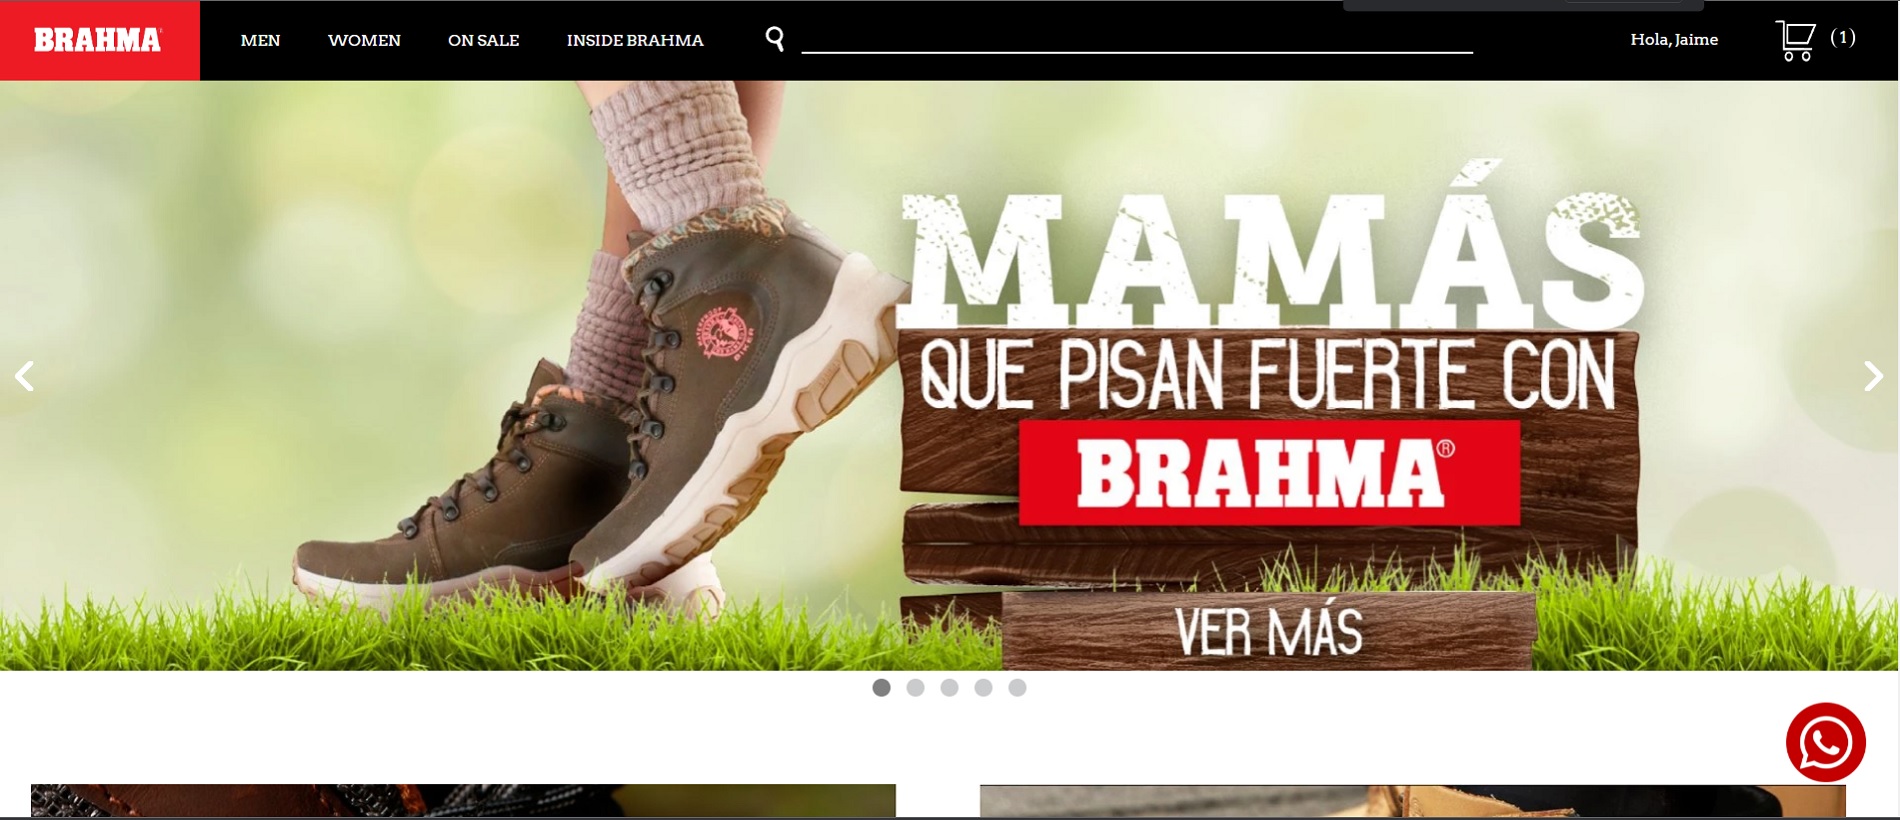 BRAHMA
MEN WOMEN ON SALE INSIDE BRAHMA
Hola, Jaime
(1)
MAMÁS
QUE PISAN FUERTE CON
BRAHMA®
VER MÁS